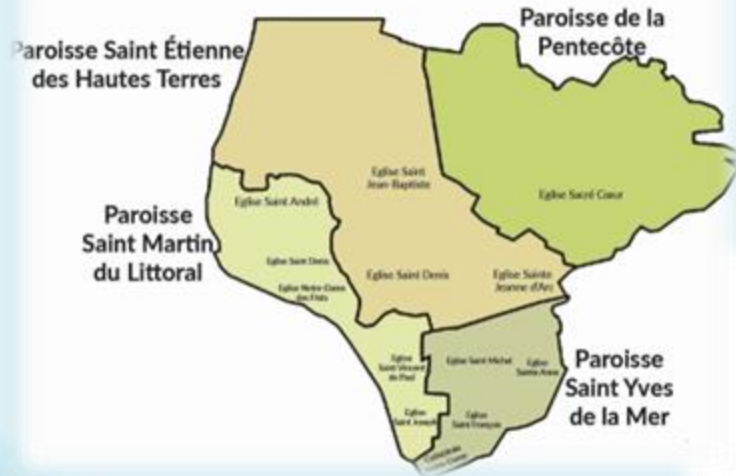 Paroisse de la
Pentecôte
Paroisse Saint Étienne
des Hautes Terres
Eglise Saint
Jean-Baptiste
Eglise Sacré Cœur
Eglise Saint André
Paroisse
Saint Martin
du Littoral
Eglise Saint Denis
Eglise Saint Denis
Eglise Sainte
Jeanne d'Arc
Eglise Notre-Dame
des Flots
Eglise
Saint Vincent
de Paul
Eglise Saint Michel
Eglise
Sainte Anne
Paroisse
Saint Yves
de la Mer
Eglise
Saint Joseph
Eglise
Saint François